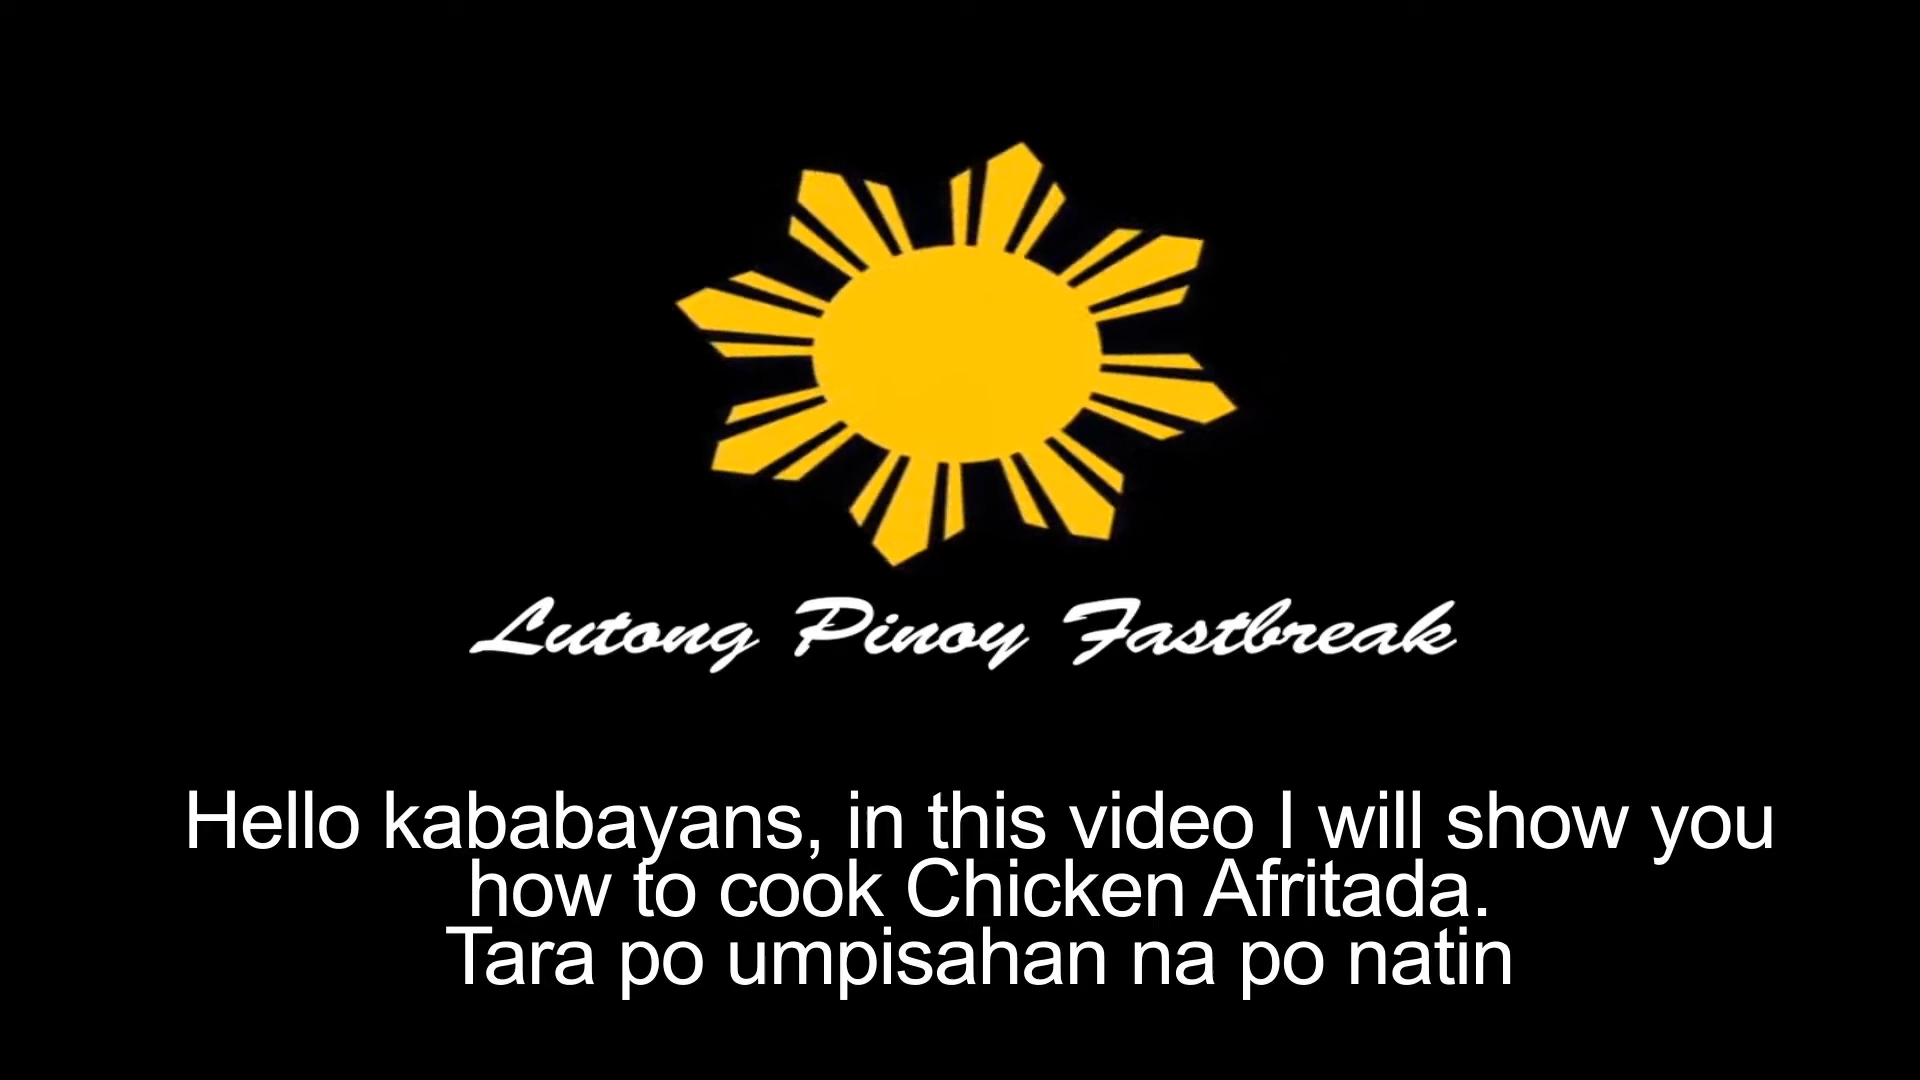 Lutong Pinoy Fastbreak
Hello kababayans, in this video I will show you
how to cook Chicken Afritada.
Tara po umpisahan na po natin